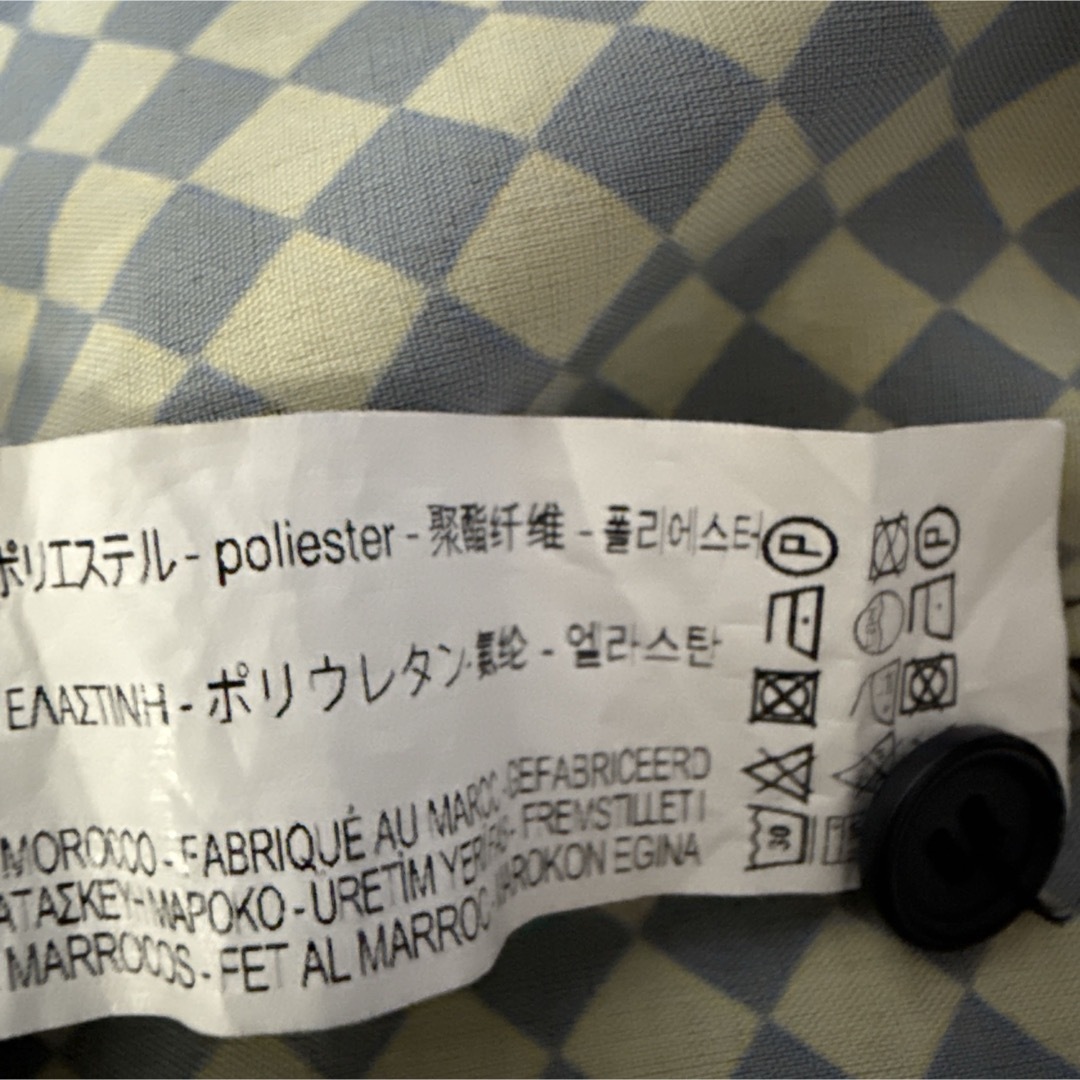 ポリエステル - poliester - 聚酯纤维 - 폴리에스터
ΕΛΑΣΤΙΝΗ - ポリウレタン- 氨纶 - 엘라스탄
MOROCCO - FABRIQUÉ AU MAROC - GEFABRICEERD
ΑΤΑΣΚΕΥ- ΜΑΡΟΚΟ - ÜRETİM YERİ FAS - FREMSTILLET I
MARROCOS - FET AL MARROC - MAROKON EGINA
P
P
30